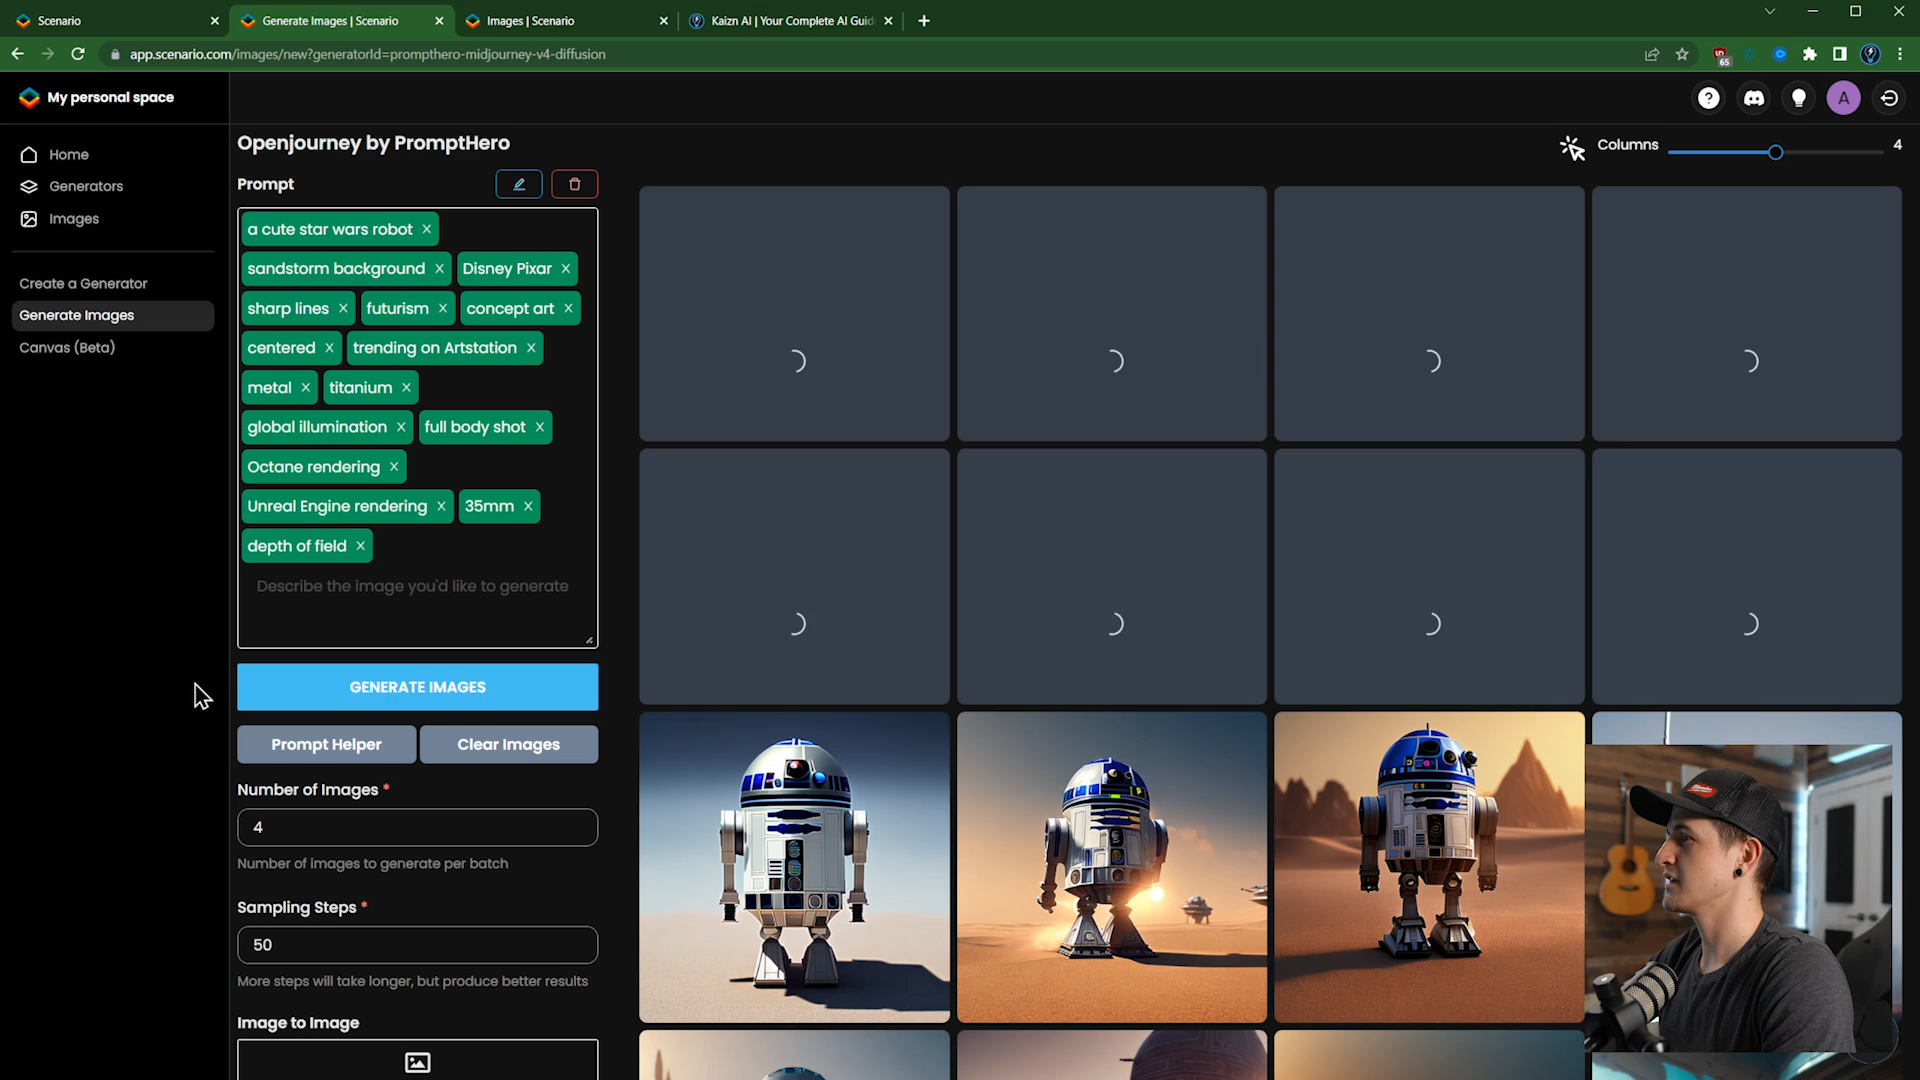 Scenario
Generate Images | Scenario
Images | Scenario
Kaizn AI | Your Complete AI Guid
app.scenario.com/images/new?generatorId=prompthero-midjourney-v4-diffusion
65
My personal space
A
Home
Generators
Images
Create a Generator
Generate Images
Canvas (Beta)
Openjourney by PromptHero
Columns
4
Prompt
a cute star wars robot ×
sandstorm background × Disney Pixar ×
sharp lines × futurism × concept art ×
centered × trending on Artstation ×
metal × titanium ×
global illumination × full body shot ×
Octane rendering ×
Unreal Engine rendering × 35mm ×
depth of field ×
Describe the image you'd like to generate
GENERATE IMAGES
Prompt Helper
Clear Images
Number of Images *
4
Number of images to generate per batch
Sampling Steps *
50
More steps will take longer, but produce better results
Image to Image